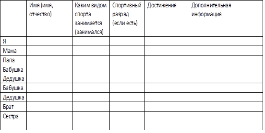 Имя (имя, отчество) Каким видом спорта занимается (занимался) Спортивный разряд (если есть) Достижения Дополнительная информация
Я
Мама
Папа
Бабушка
Дедушка
Бабушка
Дедушка
Брат
Сестра